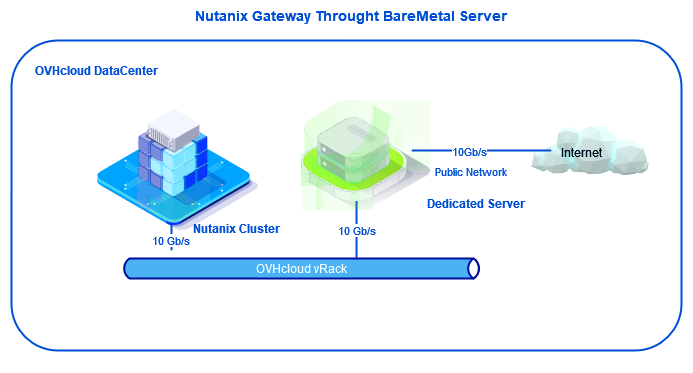 Nutanix Gateway Throught BareMetal Server
OVHcloud DataCenter
10Gb/s
Internet
Public Network
Dedicated Server
Nutanix Cluster
10 Gb/s
10 Gb/s
OVHcloud vRack